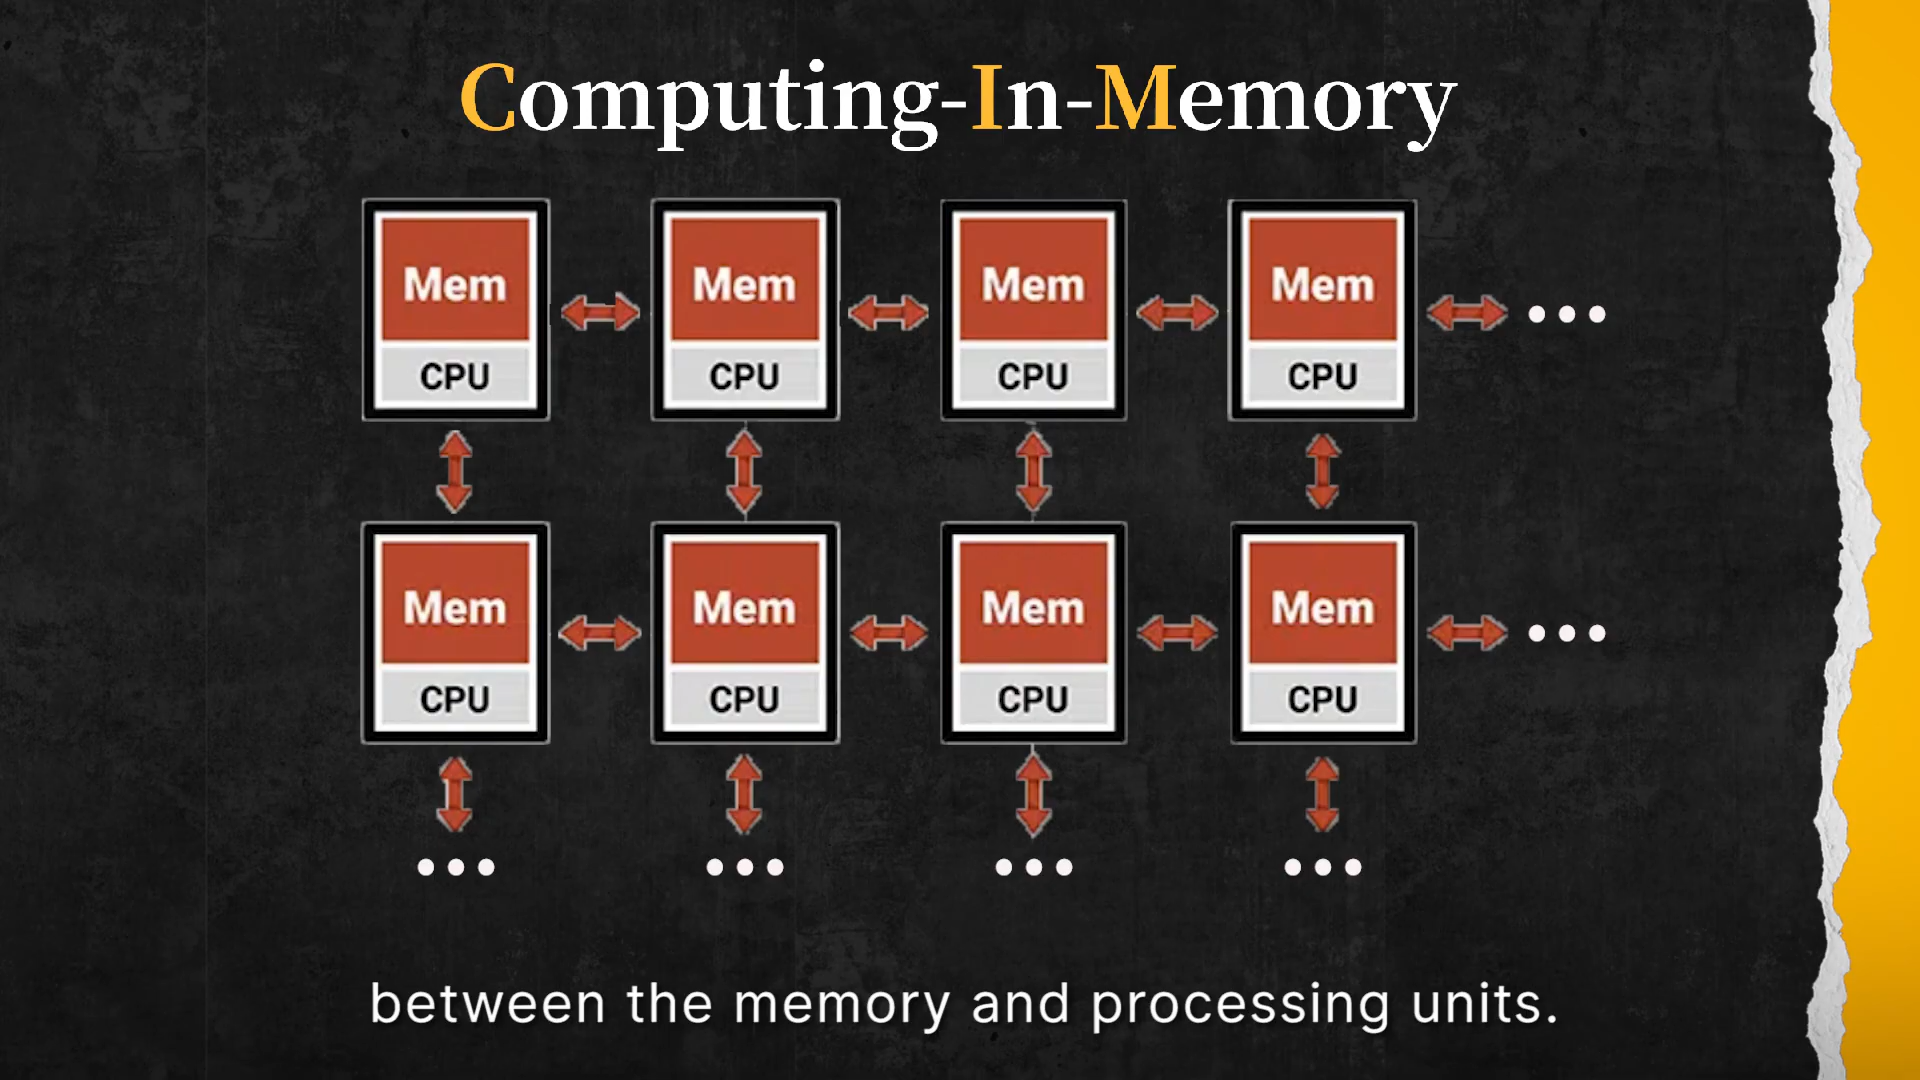 Computing-In-Memory
Mem Mem Mem Mem
CPU CPU CPU CPU
Mem Mem Mem Mem
CPU CPU CPU CPU
between the memory and processing units.